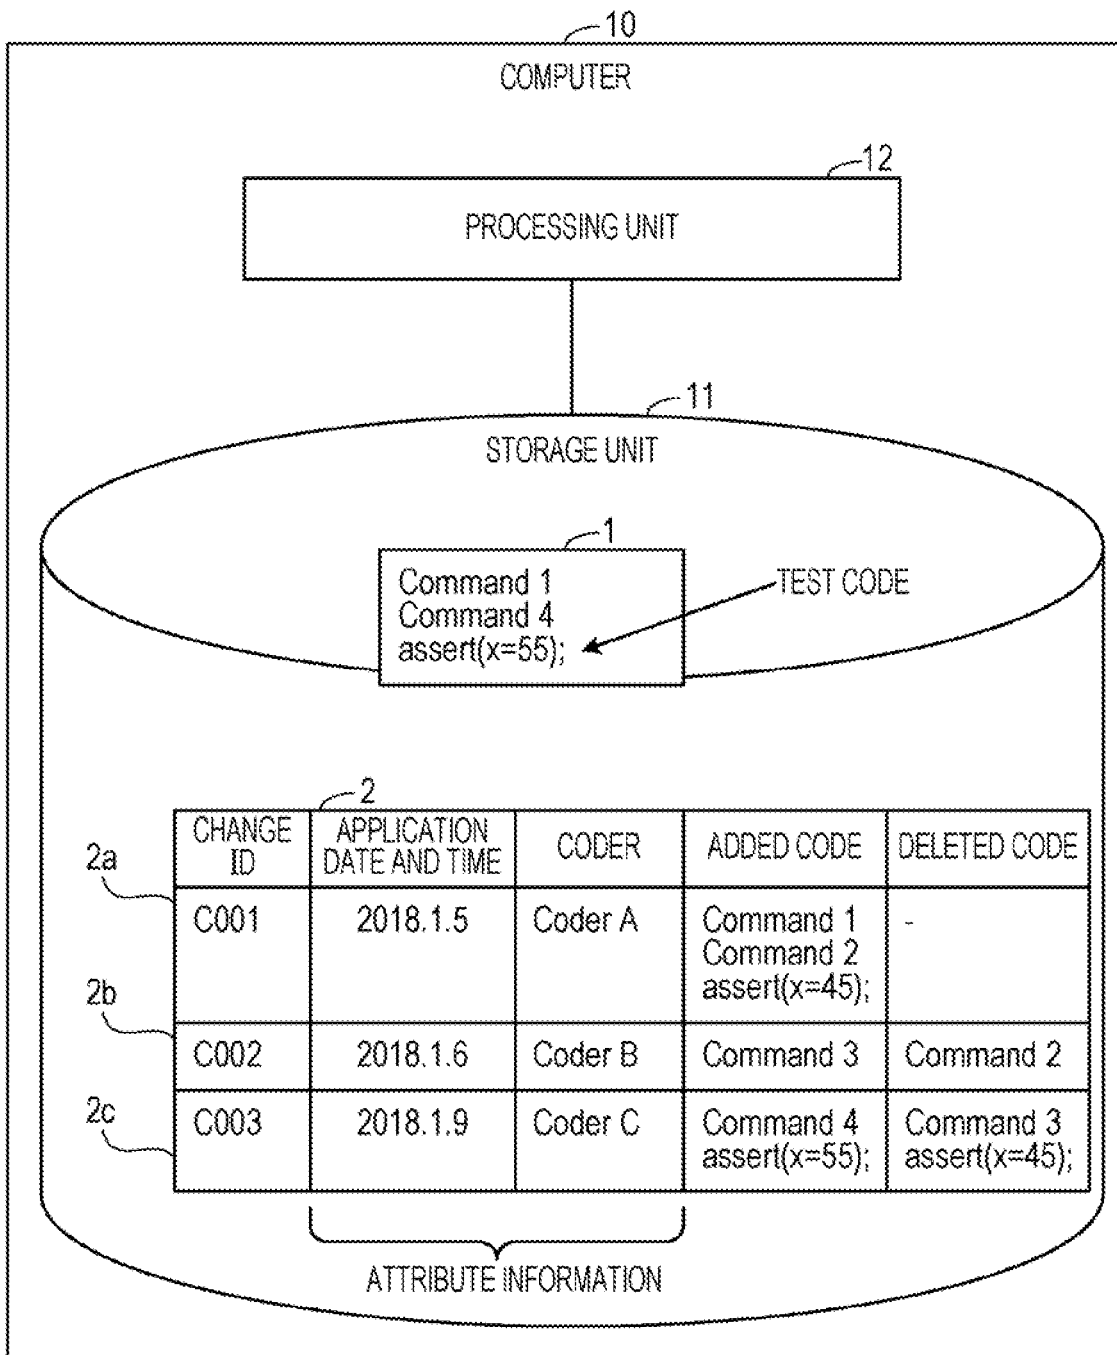 10
COMPUTER
12
PROCESSING UNIT
11
STORAGE UNIT
1
Command 1
Command 4
assert(x=55);
TEST CODE
2
CHANGE ID
APPLICATION DATE AND TIME
CODER
ADDED CODE
DELETED CODE
2a
C001
2018.1.5
Coder A
Command 1
Command 2
assert(x=45);
-
2b
C002
2018.1.6
Coder B
Command 3
Command 2
2c
C003
2018.1.9
Coder C
Command 4
assert(x=55);
Command 3
assert(x=45);
ATTRIBUTE INFORMATION